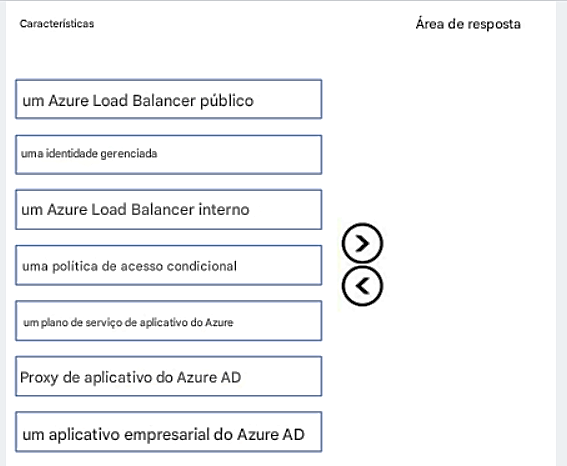 Características
Área de resposta
um Azure Load Balancer público
uma identidade gerenciada
um Azure Load Balancer interno
uma política de acesso condicional
um plano de serviço de aplicativo do Azure
Proxy de aplicativo do Azure AD
um aplicativo empresarial do Azure AD